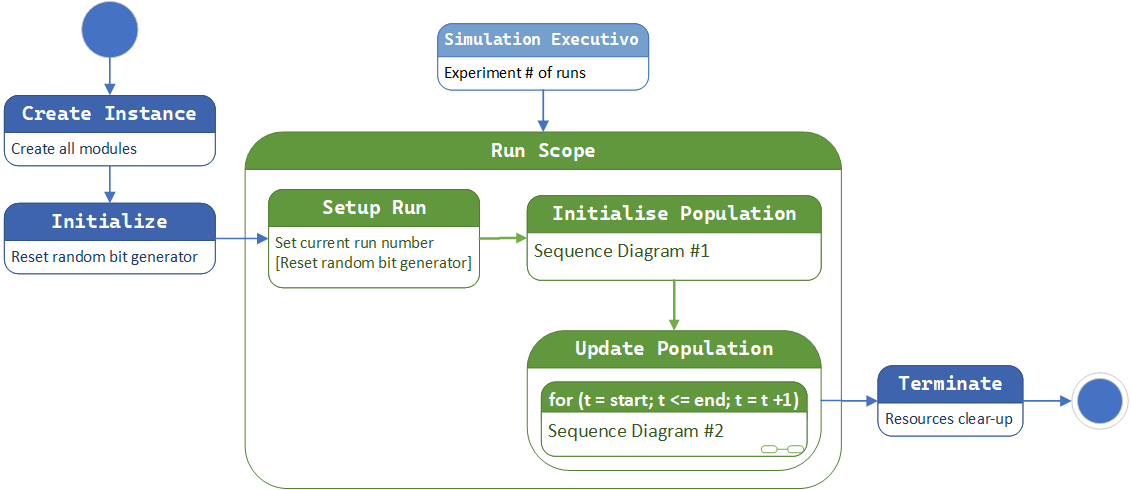 Simulation Executivo
Experiment # of runs
Create Instance
Create all modules
Run Scope
Initialize
Reset random bit generator
Setup Run
Set current run number
[Reset random bit generator]
Initialise Population
Sequence Diagram #1
Update Population
for (t = start; t <= end; t = t +1)
Sequence Diagram #2
Terminate
Resources clear-up